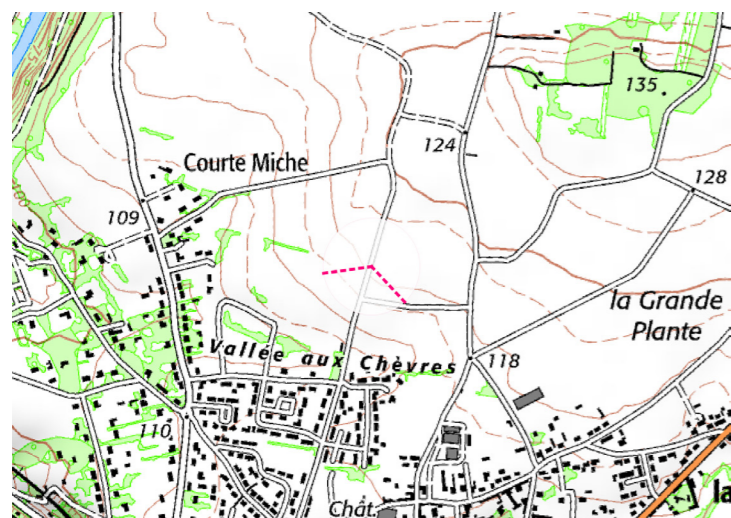 135
124
Courte Miche
128
109
la Grande
Plante
Vallée aux Chèvres
118
110
la
Chât.